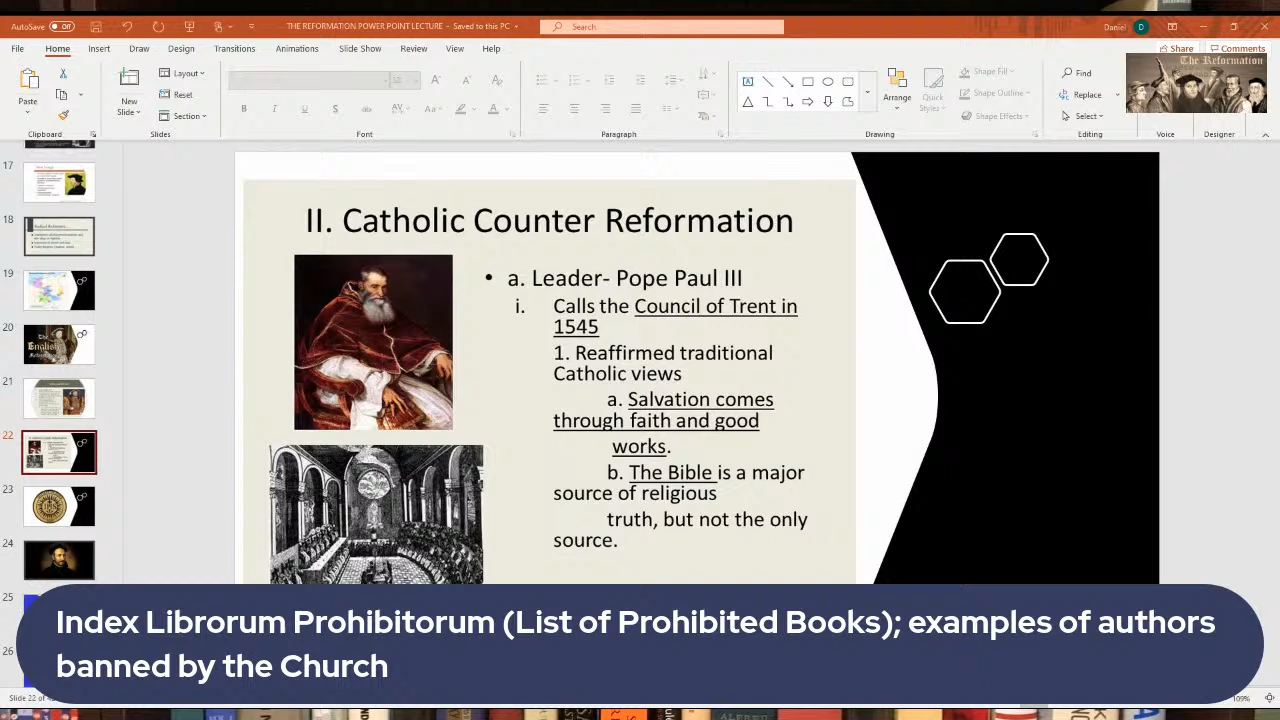 AutoSave Off
THE REFORMATION POWER POINT LECTURE - Saved to this PC
Search
Daniel D
File Home Insert Draw Design Transitions Animations Slide Show Review View Help
Share Comments
The Reformation
Paste
New
Slide
Layout
Reset
Section
Arrange
Quick
Styles
Shape Fill
Shape Outline
Shape Effects
Find
Replace
Select
Clipboard Slides Font Paragraph Drawing Editing Voice Designer
17
18
19
20
21
22
23
24
25
26
II. Catholic Counter Reformation
• a. Leader- Pope Paul III
i. Calls the Council of Trent in
1545
1. Reaffirmed traditional
Catholic views
a. Salvation comes
through faith and good
works.
b. The Bible is a major
source of religious
truth, but not the only
source.
Index Librorum Prohibitorum (List of Prohibited Books); examples of authors
banned by the Church
Slide 22 of
109%
ALFRED